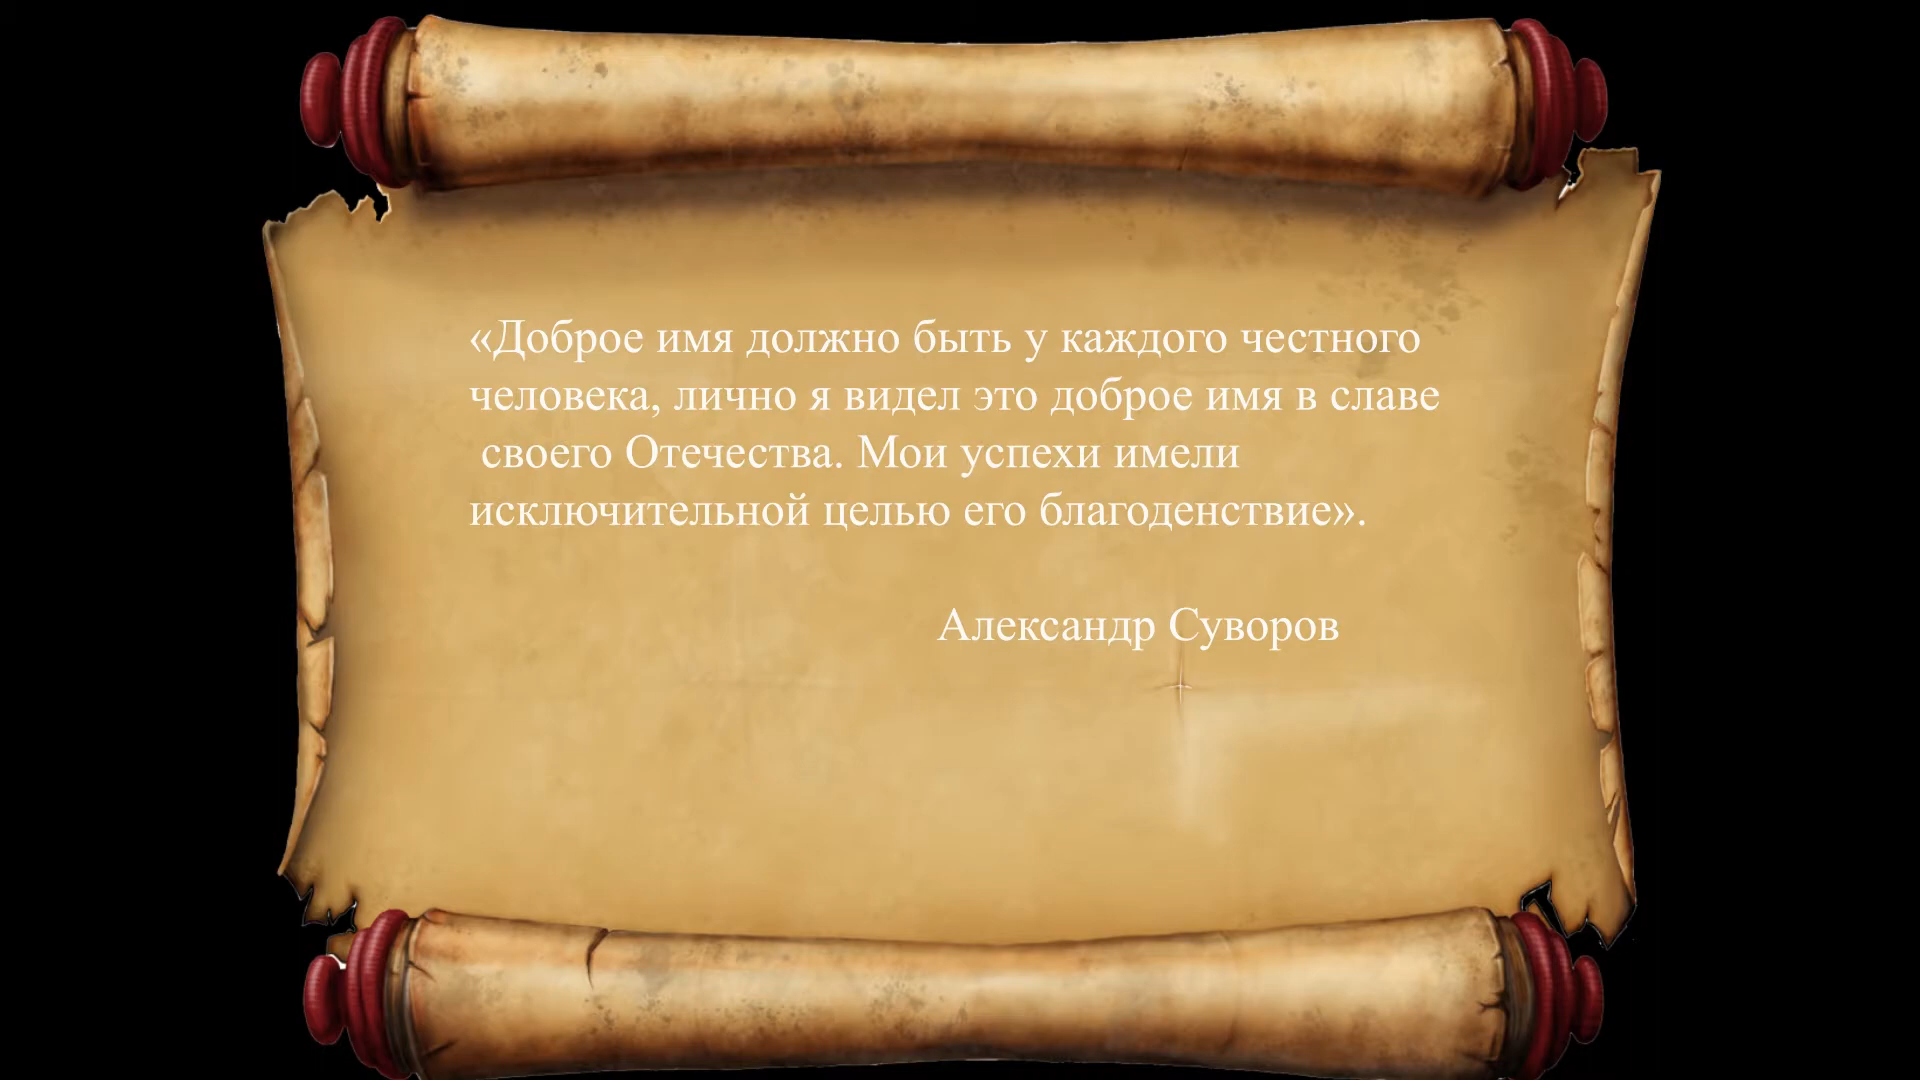 «Доброе имя должно быть у каждого честного
человека, лично я видел это доброе имя в славе
своего Отечества. Мои успехи имели
исключительной целью его благоденствие».
Александр Суворов